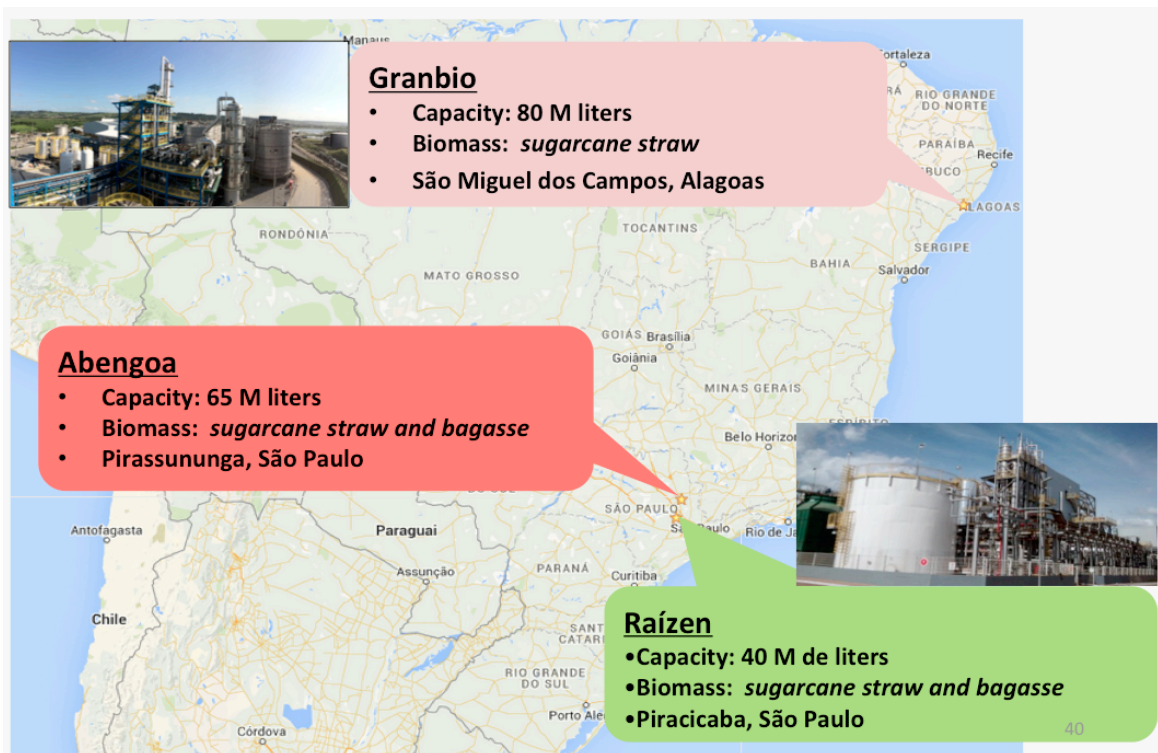 Manaus
Fortaleza
RIO GRANDE
DO NORTE
PARAÍBA
Recife
LAGOAS
SERGIPE
Salvador
BAHIA
TOCANTINS
RONDÔNIA
MATO GROSSO
Granbio
• Capacity: 80 M liters
• Biomass: sugarcane straw
• São Miguel dos Campos, Alagoas
GOIÁS
Brasília
Goiânia
MINAS GERAIS
Belo Horizon
Abengoa
• Capacity: 65 M liters
• Biomass: sugarcane straw and bagasse
• Pirassununga, São Paulo
SÃO PAULO
São Paulo
Rio de Ja
Antofagasta
Paraguai
Assunção
PARANÁ
Curitiba
Chile
SANT
CATARI
RIO GRANDE
DO SUL
Porto Ale
Córdova
Raízen
•Capacity: 40 M de liters
•Biomass: sugarcane straw and bagasse
•Piracicaba, São Paulo
40